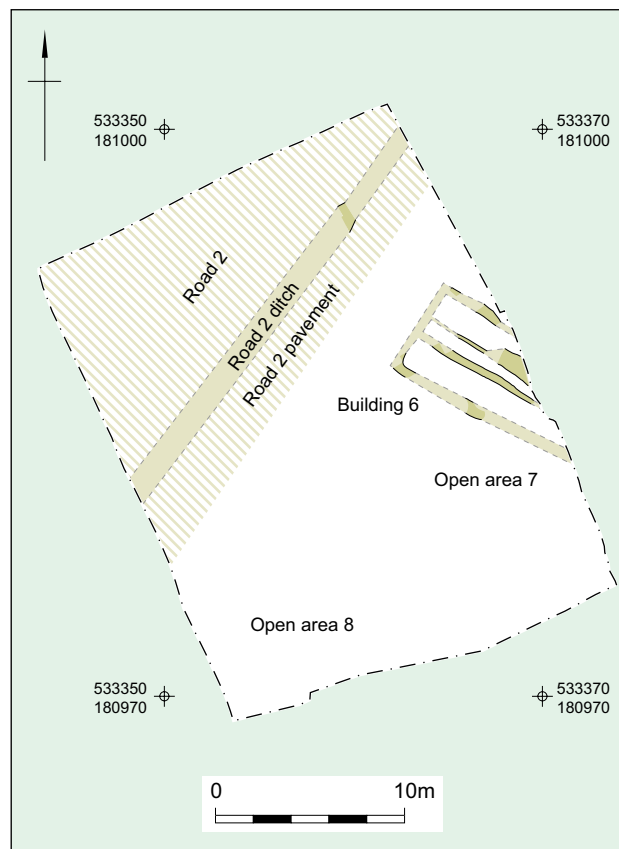 533350
181000
533370
181000
Road 2
Road 2 ditch
Road 2 pavement
Building 6
Open area 7
Open area 8
533350
180970
533370
180970
0
10m